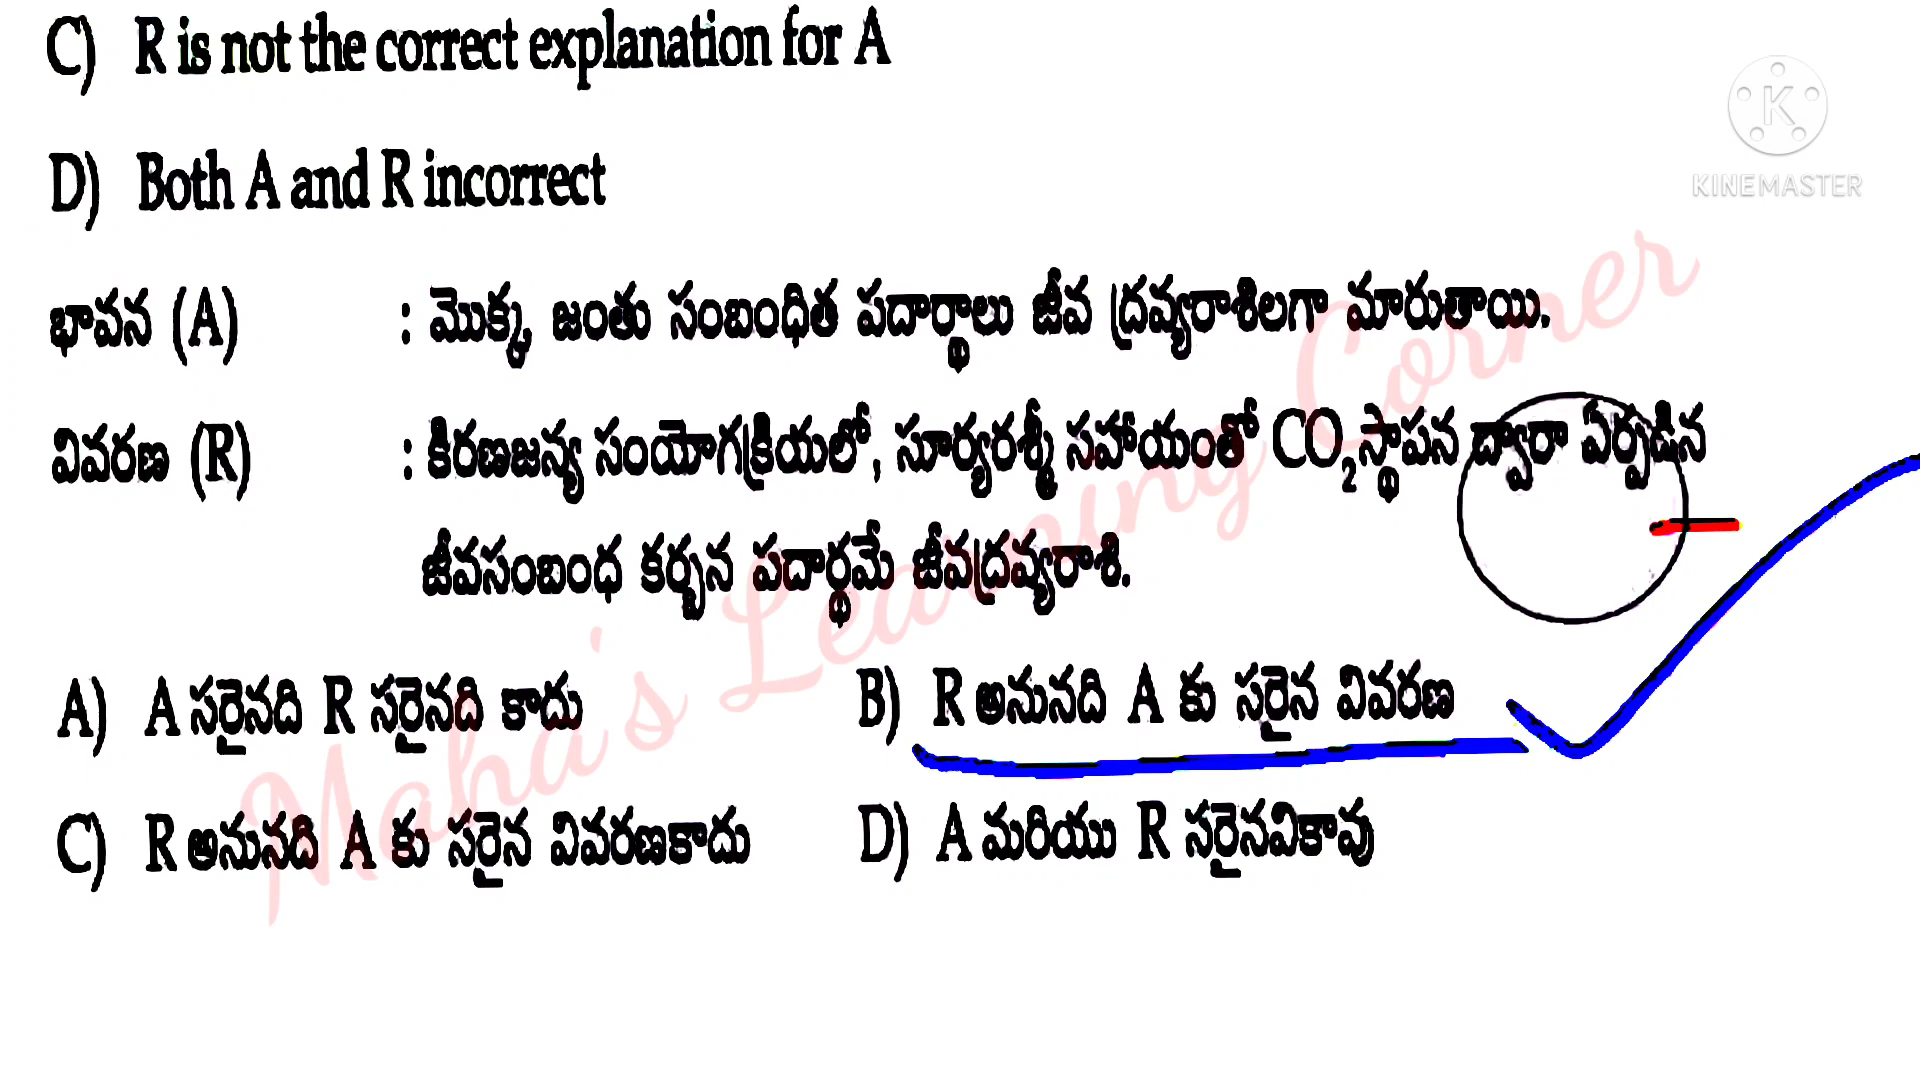 C) R is not the correct explanation for A
K
KINEMASTER
D) Both A and R incorrect
భావన (A) : మొక్క జంతు సంబంధిత పదార్థాలు జీవ ద్రవ్యరాశిలగా మారుతాయి.
వివరణ (R) : కిరణజన్య సంయోగక్రియలో, సూర్యరశ్మి సహాయంతో CO₂ స్థాపన ద్వారా ఏర్పడిన
జీవసంబంధ కర్బన పదార్థమే జీవద్రవ్యరాశి.
A) A సరైనది R సరైనది కాదు B) R అనునది A కు సరైన వివరణ
C) R అనునది A కు సరైన వివరణకాదు D) A మరియు R సరైనవికావు
Maha's Learning Corner